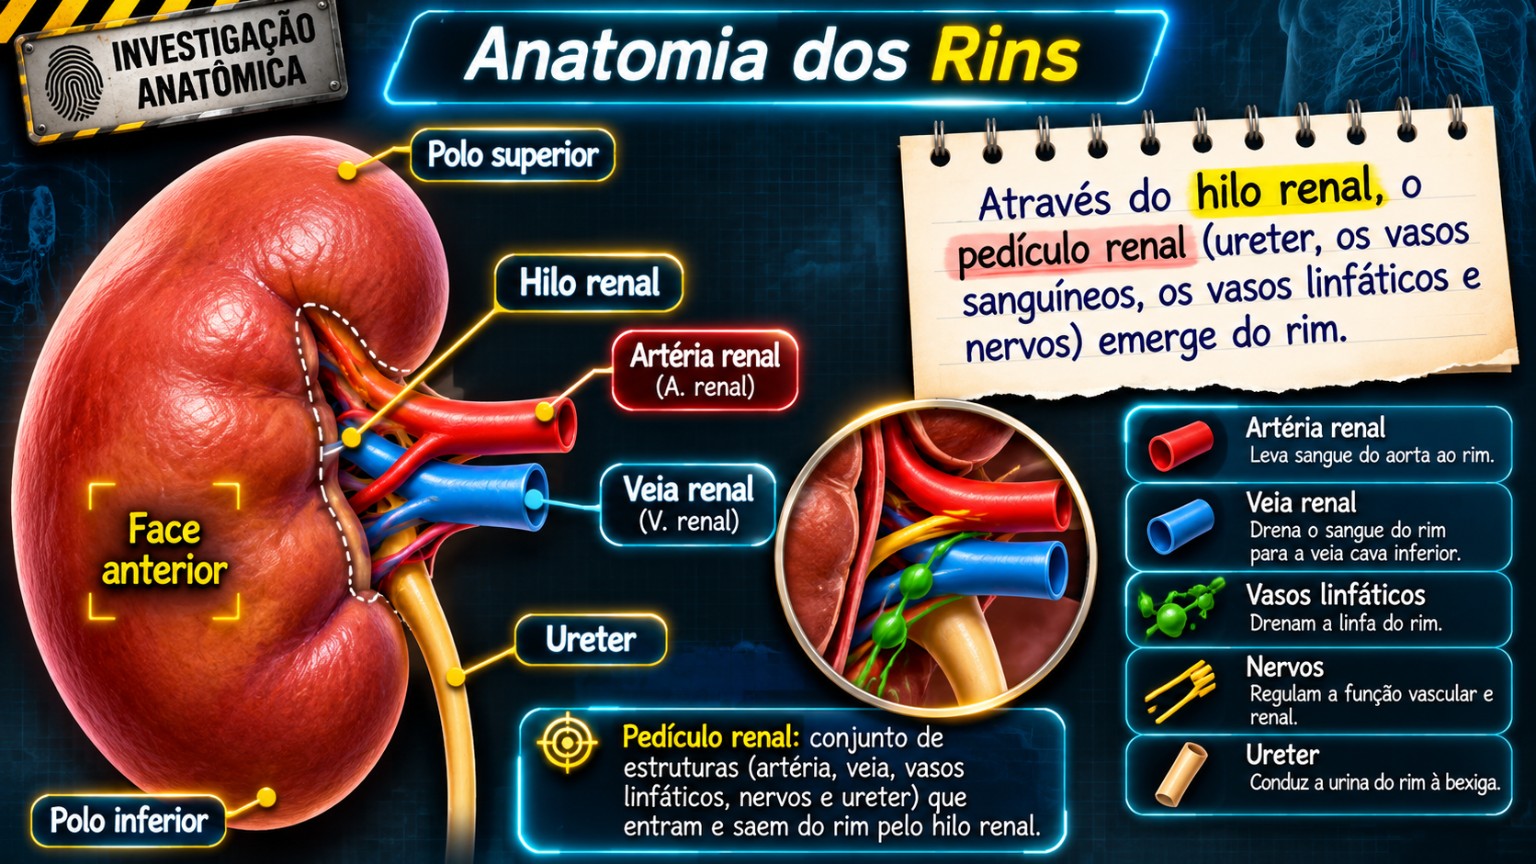 INVESTIGAÇÃO
ANATÔMICA
Anatomia dos Rins
Polo superior
Hilo renal
Artéria renal
(A. renal)
Veia renal
(V. renal)
Face
anterior
Ureter
Polo inferior
Através do hilo renal, o
pedículo renal (ureter, os vasos
sanguíneos, os vasos linfáticos e
nervos) emerge do rim.
Pedículo renal: conjunto de
estruturas (artéria, veia, vasos
linfáticos, nervos e ureter) que
entram e saem do rim pelo hilo renal.
Artéria renal
Leva sangue do aorta ao rim.
Veia renal
Drena o sangue do rim
para a veia cava inferior.
Vasos linfáticos
Drenam a linfa do rim.
Nervos
Regulam a função vascular e
renal.
Ureter
Conduz a urina do rim à bexiga.